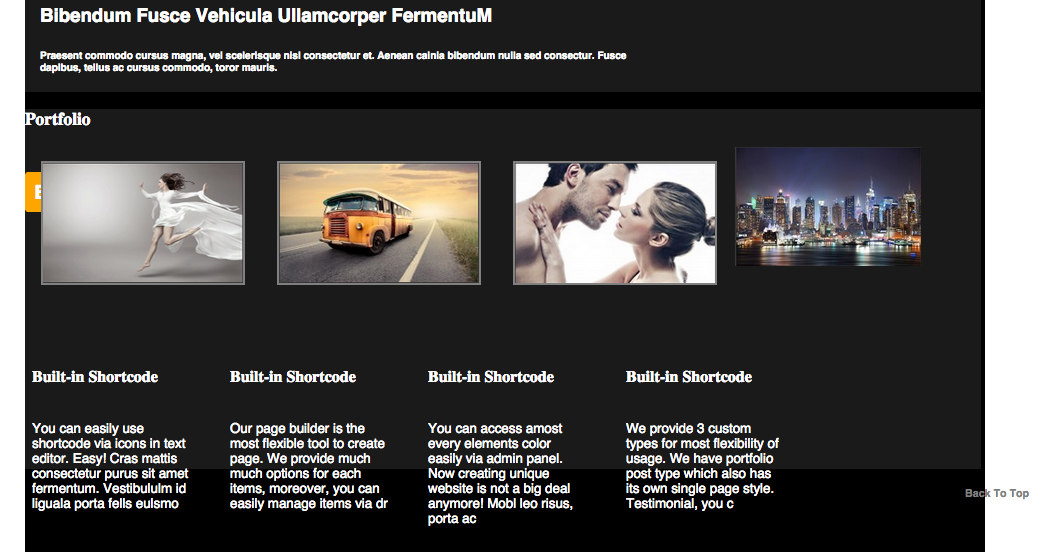 Bibendum Fusce Vehicula Ullamcorper FermentuM
Praesent commodo cursus magna, vel scelerisque nisl consectetur et. Aenean cainia bibendum nulla sed consectur. Fusce
dapibus, tellus ac cursus commodo, toror mauris.
Portfolio
Built-in Shortcode
You can easily use
shortcode via icons in text
editor. Easy! Cras mattis
consectetur purus sit amet
fermentum. Vestibululm id
liguala porta fells eulsmo
Built-in Shortcode
Our page builder is the
most flexible tool to create
page. We provide much
much options for each
items, moreover, you can
easily manage items via dr
Built-in Shortcode
You can access amost
every elements color
easily via admin panel.
Now creating unique
website is not a big deal
anymore! Mobl leo risus,
porta ac
Built-in Shortcode
We provide 3 custom
types for most flexibility of
usage. We have portfolio
post type which also has
its own single page style.
Testimonial, you c
Back To Top